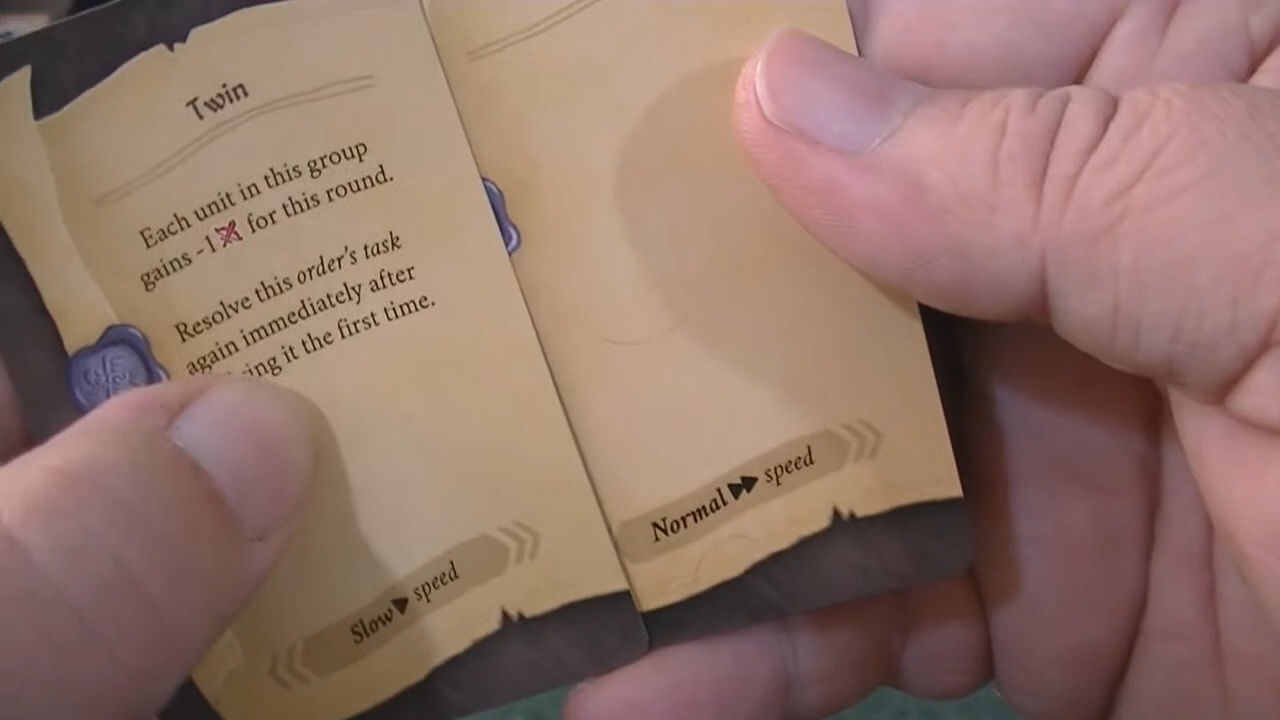 Twin
Each unit in this group
gains -1 for this round.
Resolve this order's task
again immediately after
it the first time.
Slow speed
Normal speed